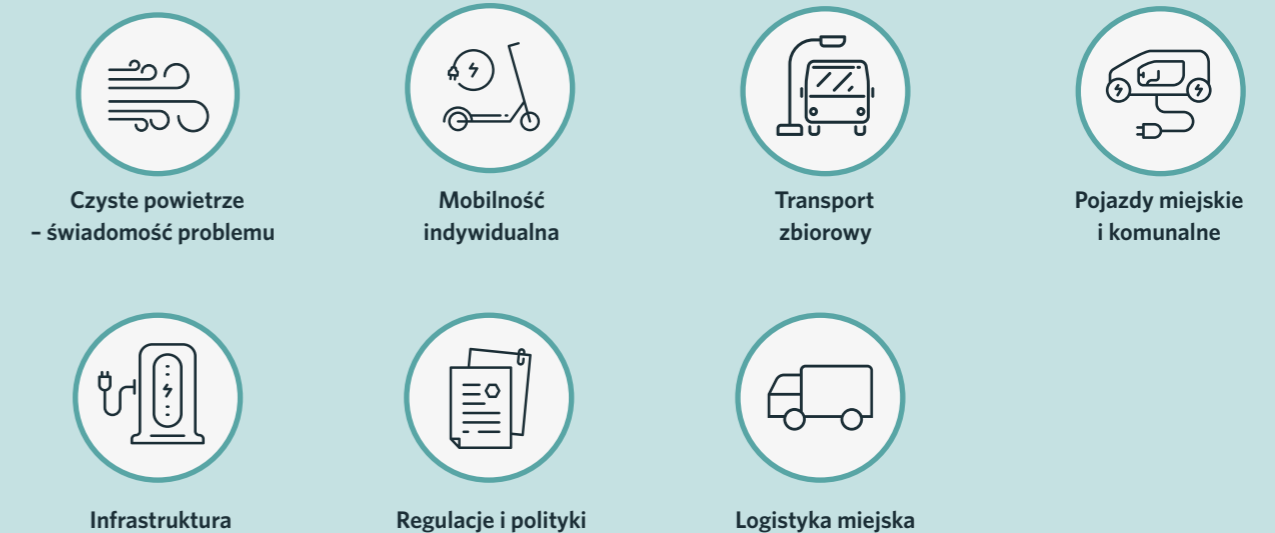 Czyste powietrze
– świadomość problemu
Mobilność
indywidualna
Transport
zbiorowy
Pojazdy miejskie
i komunalne
Infrastruktura
Regulacje i polityki
Logistyka miejska